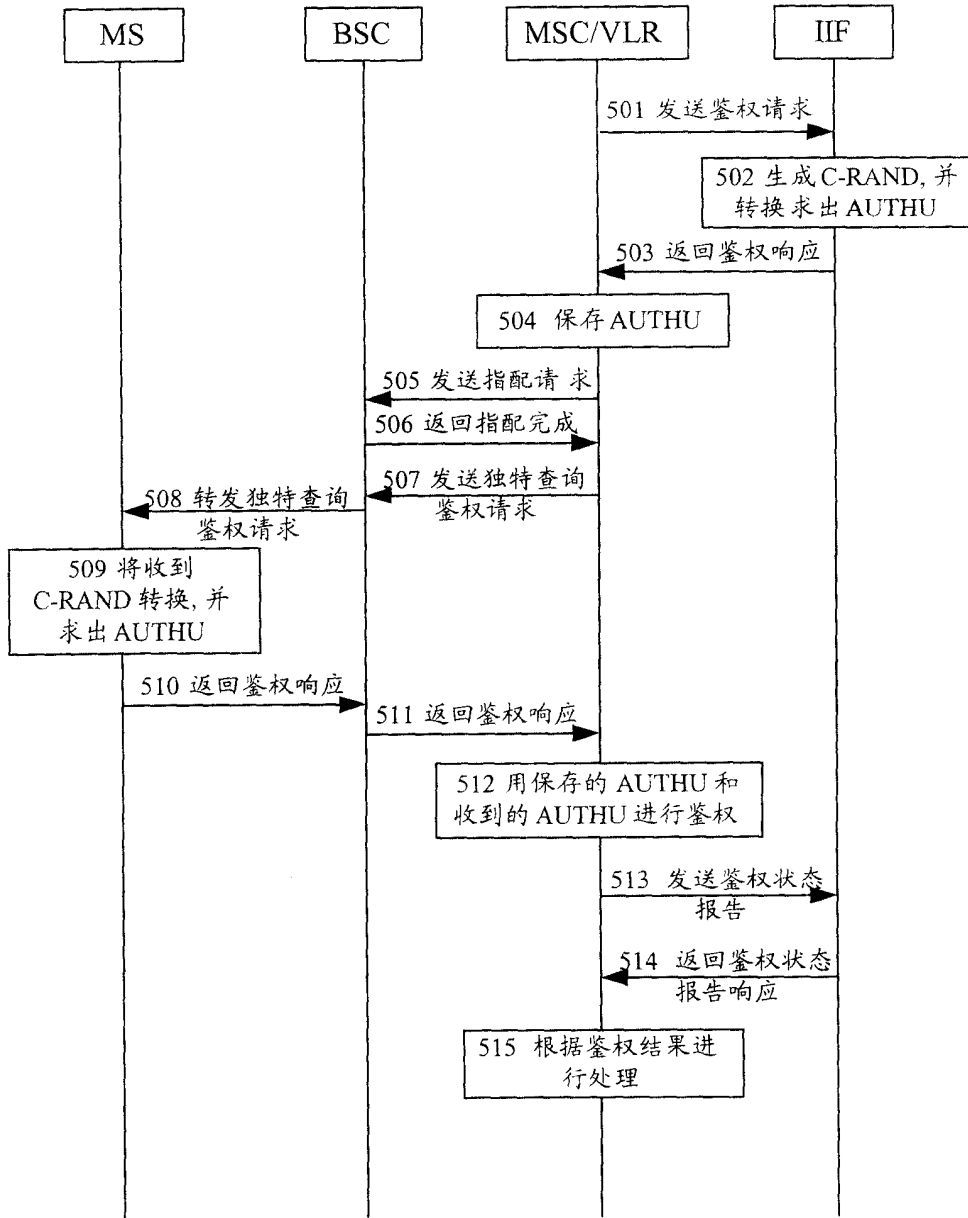 MS
BSC
MSC/VLR
IIF
501 发送鉴权请求
502 生成C-RAND, 并
转换求出AUTHU
503 返回鉴权响应
504 保存AUTHU
505 发送指配请 求
506 返回指配完成
507 发送独特查询
鉴权请求
508 转发独特查询
鉴权请求
509 将收到
C-RAND 转换, 并
求出AUTHU
510 返回鉴权响应
511 返回鉴权响应
512 用保存的 AUTHU 和
收到的 AUTHU 进行鉴权
513 发送鉴权状态
报告
514 返回鉴权状态
报告响应
515 根据鉴权结果进
行处理